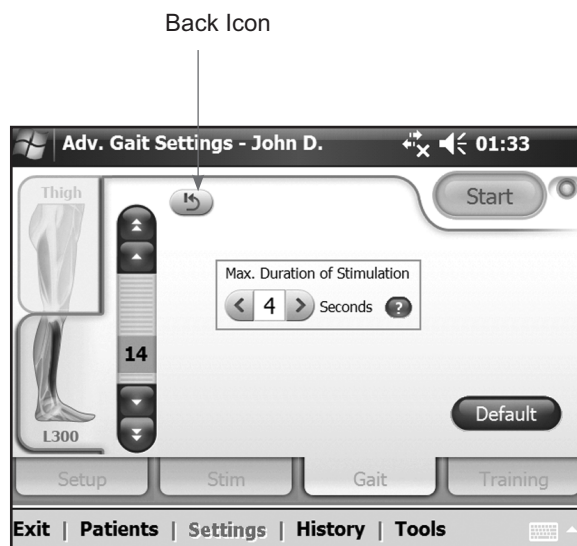 Back Icon
Adv. Gait Settings - John D. 01:33
Thigh
Start
Max. Duration of Stimulation
4 Seconds ?
14
Default
L300
Setup Stim Gait Training
Exit | Patients | Settings | History | Tools